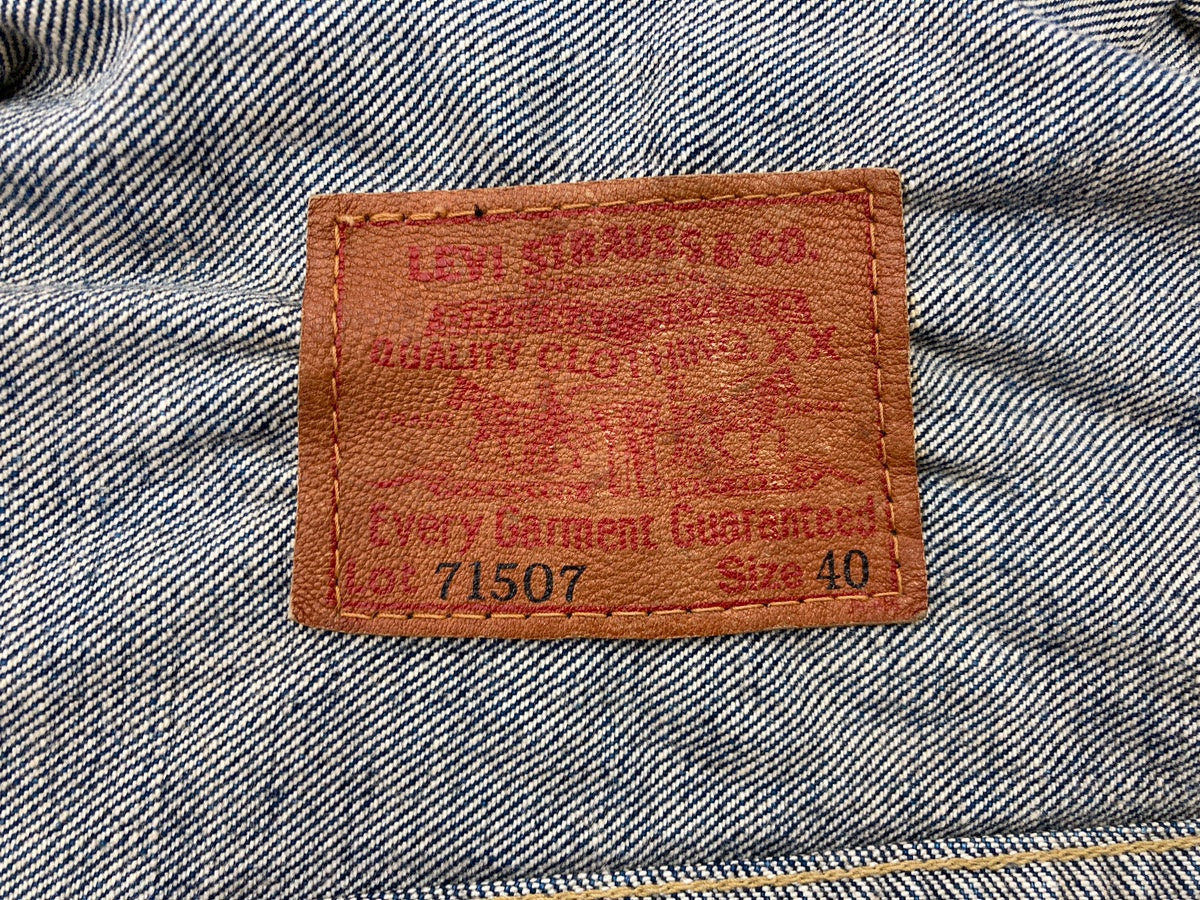 LEVI STRAUSS & CO.
QUALITY CLOTHING XX
Every Garment Guaranteed
Lot 71507 Size 40